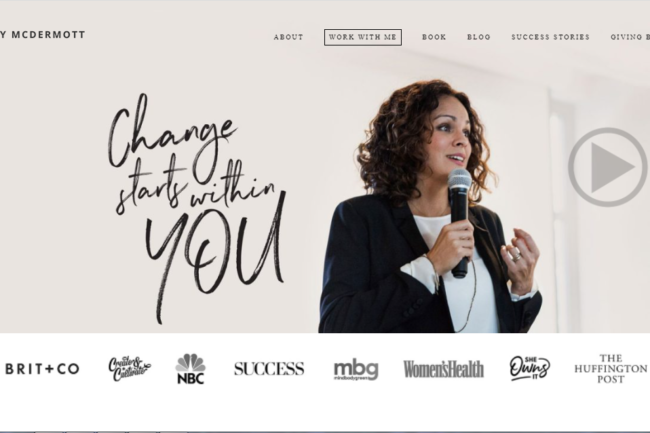 Y MCDERMOTT
ABOUT
WORK WITH ME
BOOK
BLOG
SUCCESS STORIES
GIVING B
Change
starts within
YOU
BRIT+CO
Create &
Cultivate
NBC
SUCCESS
mbg
mindbodygreen
Women'sHealth
SHE
Owns
IT
THE
HUFFINGTON
POST